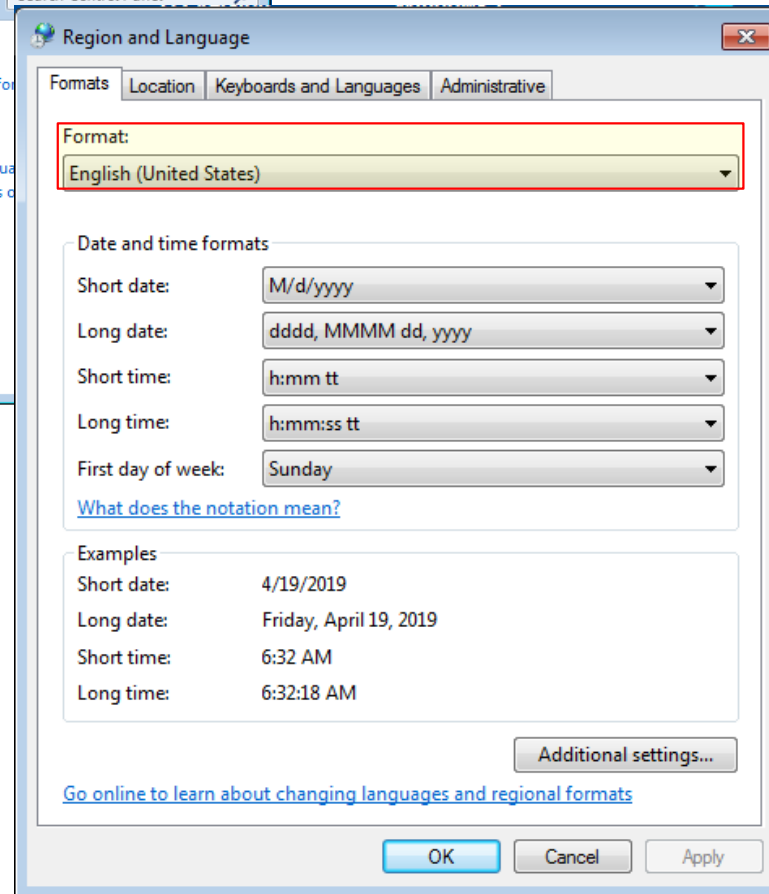 Region and Language
Formats Location Keyboards and Languages Administrative
Format:
English (United States)
Date and time formats
Short date: M/d/yyyy
Long date: dddd, MMMM dd, yyyy
Short time: h:mm tt
Long time: h:mm:ss tt
First day of week: Sunday
What does the notation mean?
Examples
Short date: 4/19/2019
Long date: Friday, April 19, 2019
Short time: 6:32 AM
Long time: 6:32:18 AM
Additional settings...
Go online to learn about changing languages and regional formats
OK Cancel Apply